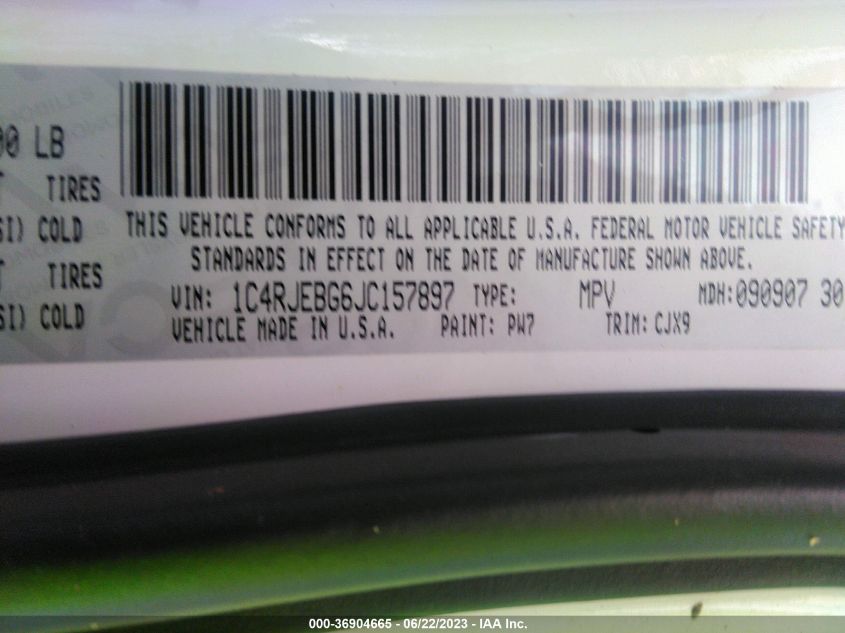 00 LB
TIRES
SI) COLD
TIRES
SI) COLD
THIS VEHICLE CONFORMS TO ALL APPLICABLE U.S.A. FEDERAL MOTOR VEHICLE SAFETY
STANDARDS IN EFFECT ON THE DATE OF MANUFACTURE SHOWN ABOVE.
VIN: 1C4RJEBG6JC157897 TYPE: MPV MDH:090907 30
VEHICLE MADE IN U.S.A. PAINT: PW7 TRIM: CJX9
000-36904665 - 06/22/2023 - IAA Inc.